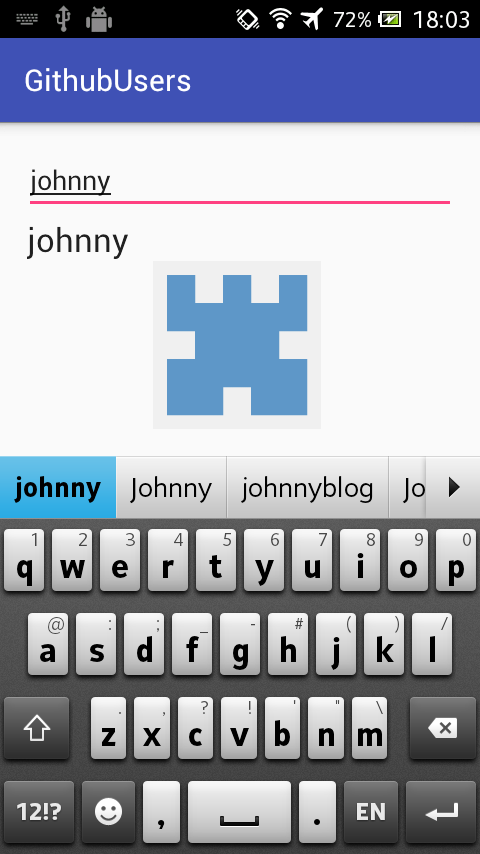 72% 18:03
GithubUsers
johnny
johnny
johnny Johnny johnnyblog Jo
1 2 3 4 5 6 7 8 9 0
q w e r t y u i o p
@ : ; _ - # ( ) /
a s d f g h j k l
. , ? ! ' " \
z x c v b n m
12!? , . EN